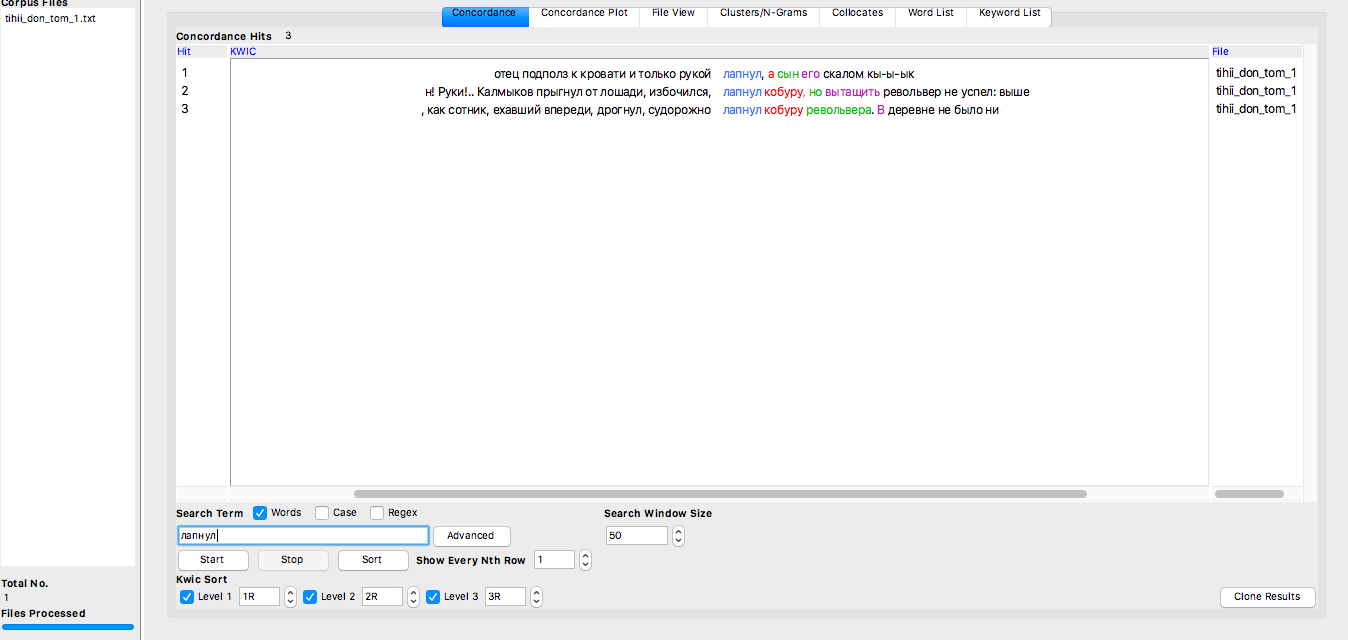 Corpus Files
tihii_don_tom_1.txt
Concordance Concordance Plot File View Clusters/N-Grams Collocates Word List Keyword List
Concordance Hits 3
Hit KWIC File
1 отец подполз к кровати и только рукой лапнул, а сын его скалом кы-ы-ык tihii_don_tom_1
2 н! Руки!.. Калмыков прыгнул от лошади, избочился, лапнул кобуру, но вытащить револьвер не успел: выше tihii_don_tom_1
3 , как сотник, ехавший впереди, дрогнул, судорожно лапнул кобуру револьвера. В деревне не было ни tihii_don_tom_1
Search Term Words Case Regex Search Window Size
лапнул Advanced 50
Start Stop Sort Show Every Nth Row 1
Kwic Sort
Level 1 1R Level 2 2R Level 3 3R Clone Results
Total No.
1
Files Processed